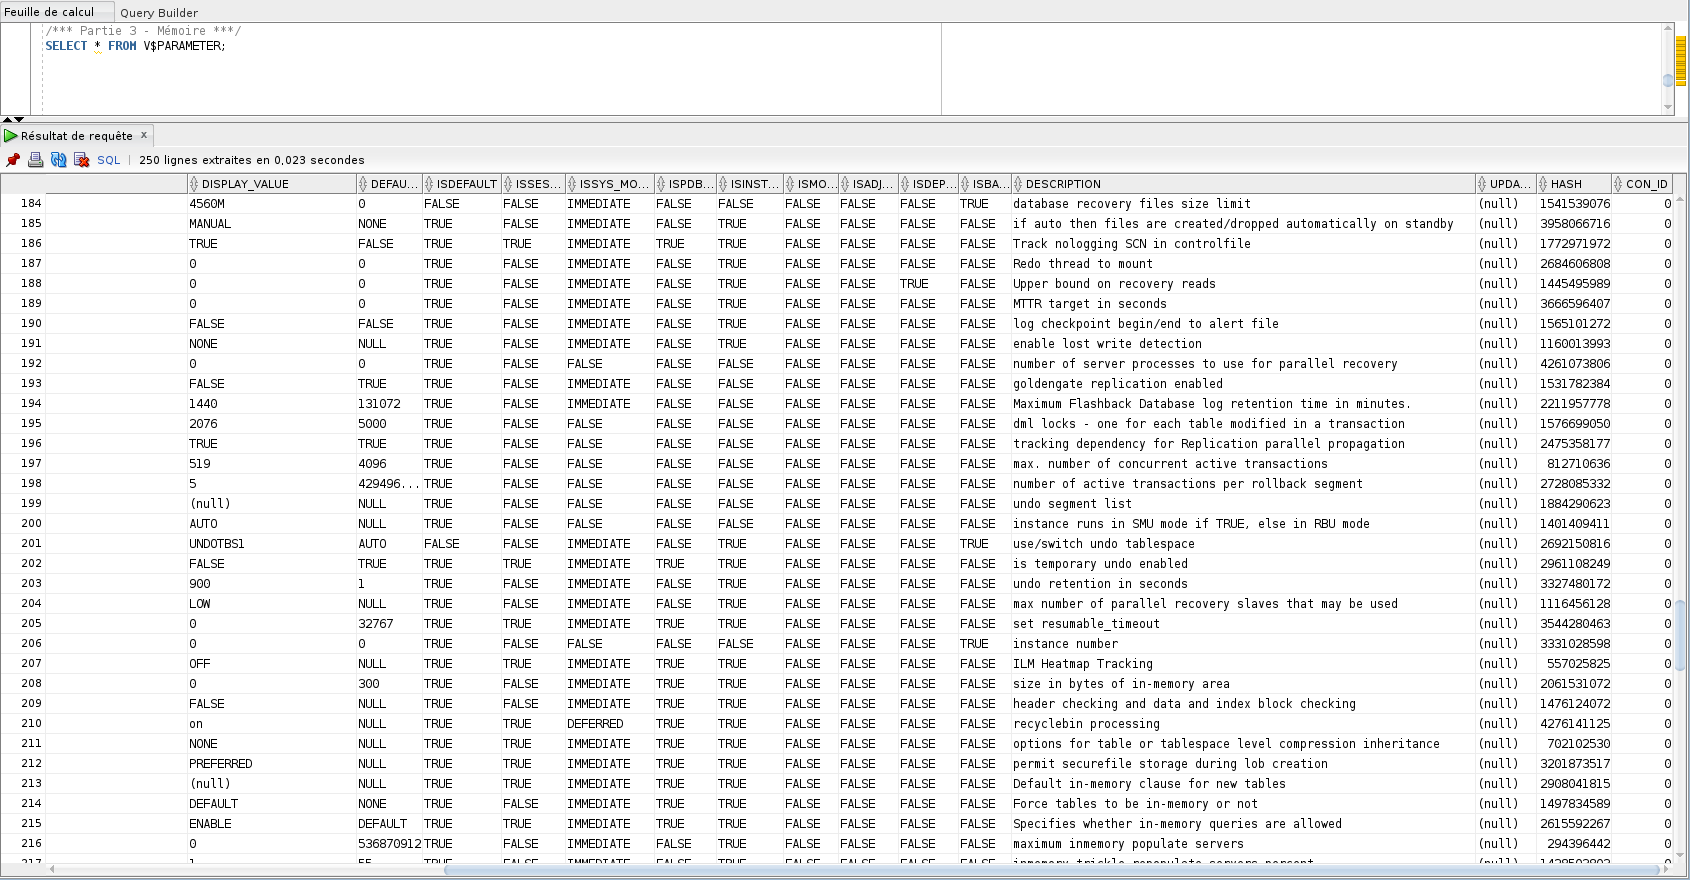 Feuille de calcul Query Builder
/*** Partie 3 - Mémoire ***/
SELECT * FROM V$PARAMETER;
Résultat de requête x
SQL | 250 lignes extraites en 0,023 secondes
DISPLAY_VALUE DEFAU... ISDEFAULT ISSES... ISSYS_MO... ISPDB... ISINST... ISMO... ISADJ... ISDEP... ISBA... DESCRIPTION UPDA... HASH CON_ID
184 4560M 0 FALSE FALSE IMMEDIATE FALSE FALSE FALSE FALSE FALSE TRUE database recovery files size limit (null) 1541539076 0
185 MANUAL NONE TRUE FALSE IMMEDIATE FALSE TRUE FALSE FALSE FALSE FALSE if auto then files are created/dropped automatically on standby (null) 3958066716 0
186 TRUE FALSE TRUE TRUE IMMEDIATE TRUE TRUE FALSE FALSE FALSE FALSE Track nologging SCN in controlfile (null) 1772971972 0
187 0 0 TRUE FALSE IMMEDIATE FALSE TRUE FALSE FALSE FALSE FALSE Redo thread to mount (null) 2684606808 0
188 0 0 TRUE FALSE IMMEDIATE FALSE TRUE FALSE FALSE TRUE FALSE Upper bound on recovery reads (null) 1445495989 0
189 0 0 TRUE FALSE IMMEDIATE FALSE TRUE FALSE FALSE FALSE FALSE MTTR target in seconds (null) 3666596407 0
190 FALSE FALSE TRUE FALSE IMMEDIATE FALSE TRUE FALSE FALSE FALSE FALSE log checkpoint begin/end to alert file (null) 1565101272 0
191 NONE NULL TRUE FALSE IMMEDIATE FALSE TRUE FALSE FALSE FALSE FALSE enable lost write detection (null) 1160013993 0
192 0 0 TRUE FALSE FALSE FALSE FALSE FALSE FALSE FALSE FALSE number of server processes to use for parallel recovery (null) 4261073806 0
193 FALSE TRUE TRUE FALSE IMMEDIATE FALSE FALSE FALSE FALSE FALSE FALSE goldengate replication enabled (null) 1531782384 0
194 1440 131072 TRUE FALSE IMMEDIATE FALSE FALSE FALSE FALSE FALSE FALSE Maximum Flashback Database log retention time in minutes. (null) 2211957778 0
195 2076 5000 TRUE FALSE FALSE FALSE FALSE FALSE FALSE FALSE FALSE dml locks - one for each table modified in a transaction (null) 1576699050 0
196 TRUE TRUE TRUE FALSE FALSE FALSE FALSE FALSE FALSE FALSE FALSE tracking dependency for Replication parallel propagation (null) 2475358177 0
197 519 4096 TRUE FALSE FALSE FALSE FALSE FALSE FALSE FALSE FALSE max. number of concurrent active transactions (null) 812710636 0
198 5 429496... TRUE FALSE FALSE FALSE FALSE FALSE FALSE FALSE FALSE number of active transactions per rollback segment (null) 2728085332 0
199 (null) NULL TRUE FALSE FALSE FALSE FALSE FALSE FALSE FALSE FALSE undo segment list (null) 1884290623 0
200 AUTO NULL TRUE FALSE FALSE FALSE FALSE FALSE FALSE FALSE FALSE instance runs in SMU mode if TRUE, else in RBU mode (null) 1401409411 0
201 UNDOTBS1 AUTO FALSE FALSE IMMEDIATE FALSE TRUE FALSE FALSE FALSE TRUE use/switch undo tablespace (null) 2692150816 0
202 FALSE TRUE TRUE TRUE IMMEDIATE TRUE TRUE FALSE FALSE FALSE FALSE is temporary undo enabled (null) 2961108249 0
203 900 1 TRUE FALSE IMMEDIATE FALSE TRUE FALSE FALSE FALSE FALSE undo retention in seconds (null) 3327480172 0
204 LOW NULL TRUE FALSE IMMEDIATE FALSE TRUE FALSE FALSE FALSE FALSE max number of parallel recovery slaves that may be used (null) 1116456128 0
205 0 32767 TRUE TRUE IMMEDIATE TRUE TRUE FALSE FALSE FALSE FALSE set resumable_timeout (null) 3544280463 0
206 0 0 TRUE FALSE FALSE FALSE FALSE FALSE FALSE FALSE TRUE instance number (null) 3331028598 0
207 OFF NULL TRUE TRUE IMMEDIATE TRUE TRUE FALSE FALSE FALSE FALSE ILM Heatmap Tracking (null) 557025825 0
208 0 300 TRUE FALSE IMMEDIATE TRUE TRUE FALSE FALSE FALSE FALSE size in bytes of in-memory area (null) 2061531072 0
209 FALSE NULL TRUE FALSE IMMEDIATE FALSE TRUE FALSE FALSE FALSE FALSE header checking and data and index block checking (null) 1476124072 0
210 on NULL TRUE TRUE DEFERRED TRUE TRUE FALSE FALSE FALSE FALSE recyclebin processing (null) 4276141125 0
211 NONE NULL TRUE TRUE IMMEDIATE TRUE TRUE FALSE FALSE FALSE FALSE options for table or tablespace level compression inheritance (null) 702102530 0
212 PREFERRED NULL TRUE TRUE IMMEDIATE TRUE TRUE FALSE FALSE FALSE FALSE permit securefile storage during lob creation (null) 3201873517 0
213 (null) NULL TRUE TRUE IMMEDIATE TRUE TRUE FALSE FALSE FALSE FALSE Default in-memory clause for new tables (null) 2908041815 0
214 DEFAULT NONE TRUE FALSE IMMEDIATE TRUE TRUE FALSE FALSE FALSE FALSE Force tables to be in-memory or not (null) 1497834589 0
215 ENABLE DEFAULT TRUE TRUE IMMEDIATE TRUE TRUE FALSE FALSE FALSE FALSE Specifies whether in-memory queries are allowed (null) 2615592267 0
216 0 536870912 TRUE FALSE IMMEDIATE FALSE TRUE FALSE FALSE FALSE FALSE maximum inmemory populate servers (null) 294396442 0